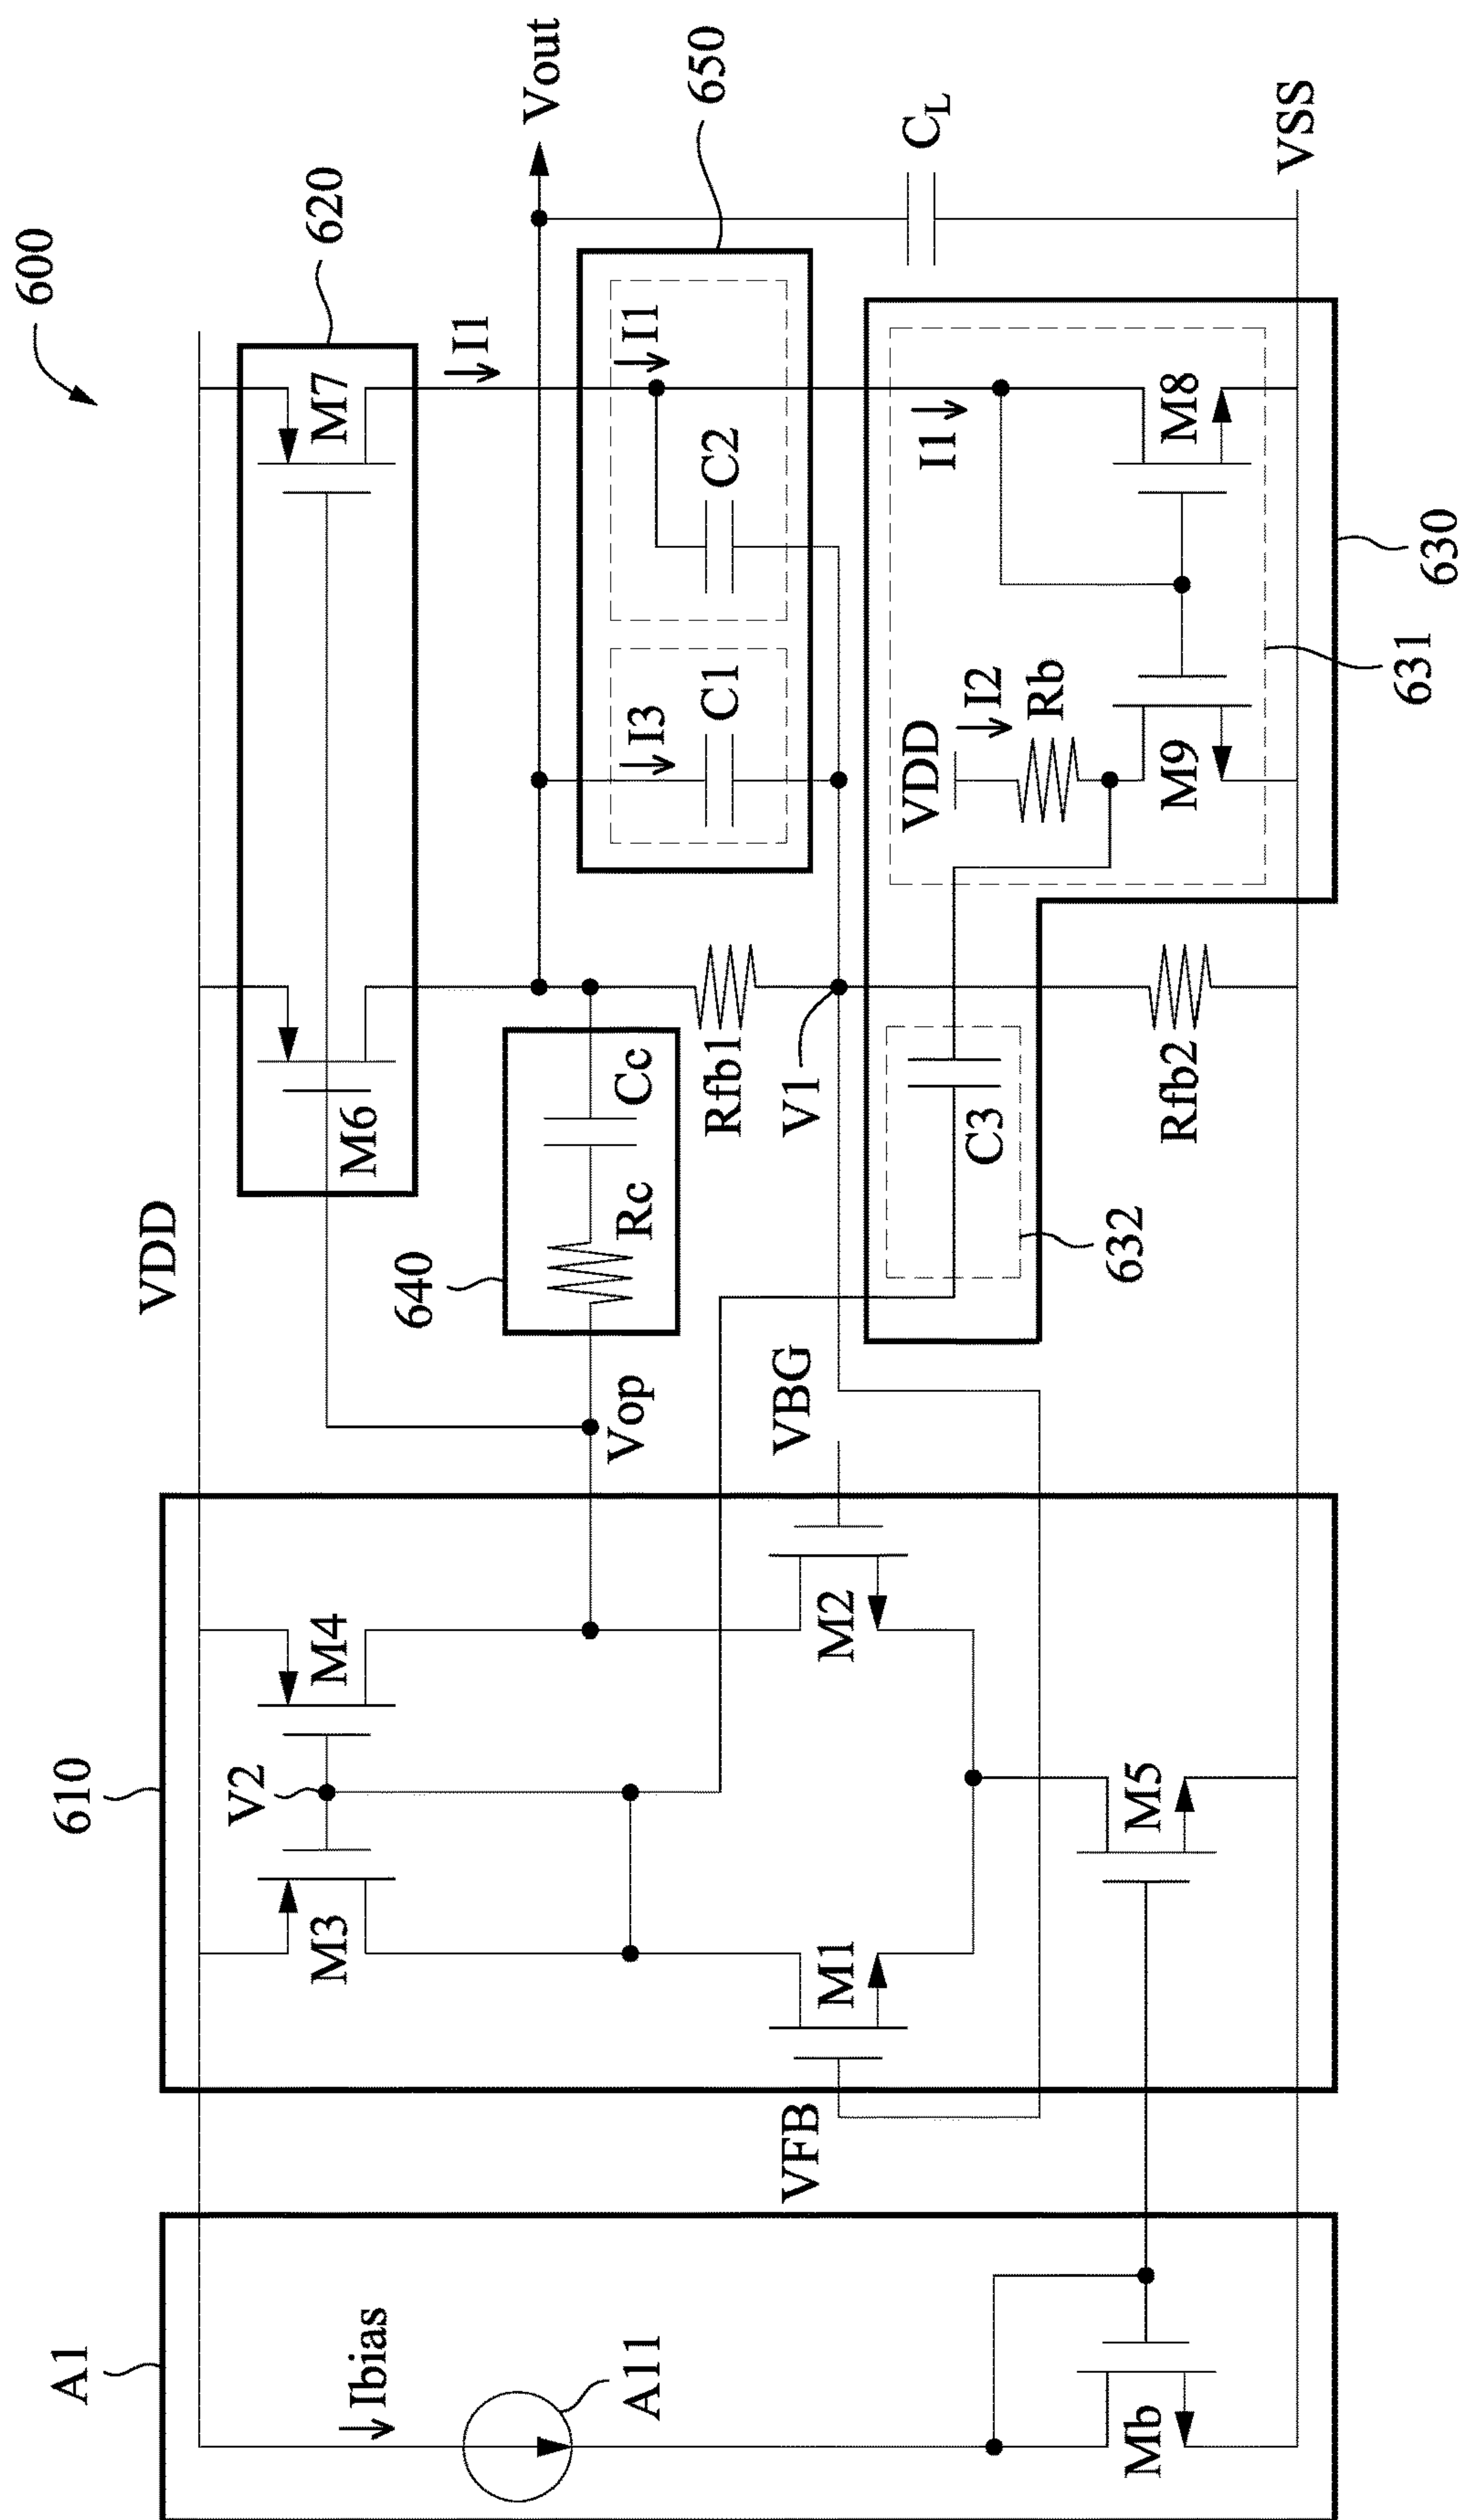 600
A1
610
620
VDD
Ibias
A11
Mb
M3
V2
M4
M6
M7
I1
Vout
Vop
640
Rc
Cc
650
I3
C1
I1
C2
VFB
M1
M2
VBG
Rfb1
V1
C3
632
VDD
I2
Rb
I1
CL
M5
Rfb2
M9
M8
631
630
VSS